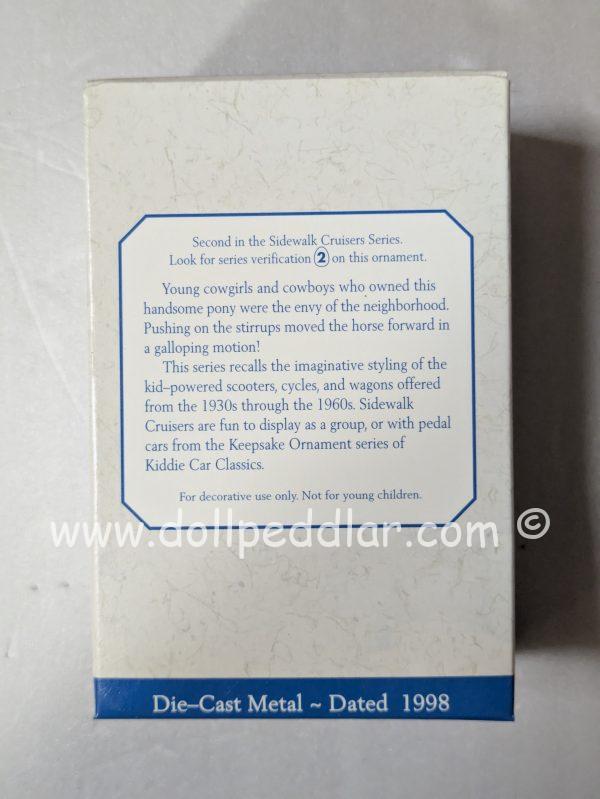 Second in the Sidewalk Cruisers Series.
Look for series verification 2 on this ornament.
Young cowgirls and cowboys who owned this
handsome pony were the envy of the neighborhood.
Pushing on the stirrups moved the horse forward in
a galloping motion!
This series recalls the imaginative styling of the
kid–powered scooters, cycles, and wagons offered
from the 1930s through the 1960s. Sidewalk
Cruisers are fun to display as a group, or with pedal
cars from the Keepsake Ornament series of
Kiddie Car Classics.
For decorative use only. Not for young children.
www.dollpeddlar.com ©
Die–Cast Metal ~ Dated 1998